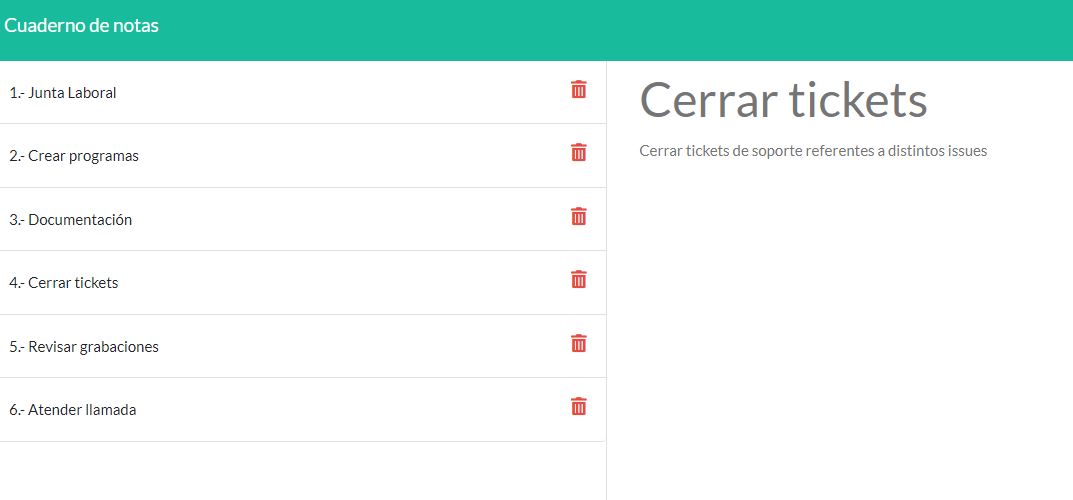 Cuaderno de notas
1.- Junta Laboral
2.- Crear programas
3.- Documentación
4.- Cerrar tickets
5.- Revisar grabaciones
6.- Atender llamada
Cerrar tickets
Cerrar tickets de soporte referentes a distintos issues